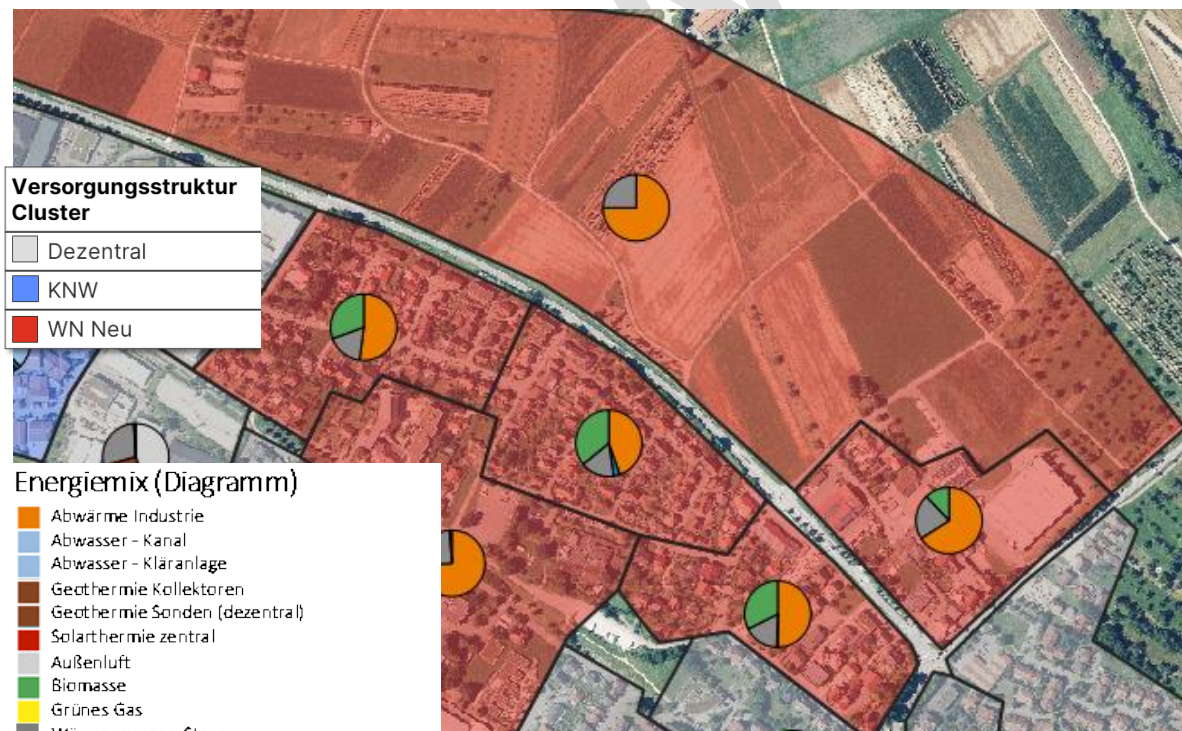 Versorgungsstruktur
Cluster
Dezentral
KNW
WN Neu
Energiemix (Diagramm)
Abwärme Industrie
Abwasser - Kanal
Abwasser - Kläranlage
Geothermie Kollektoren
Geothermie Sonden (dezentral)
Solarthermie zentral
Außenluft
Biomasse
Grünes Gas